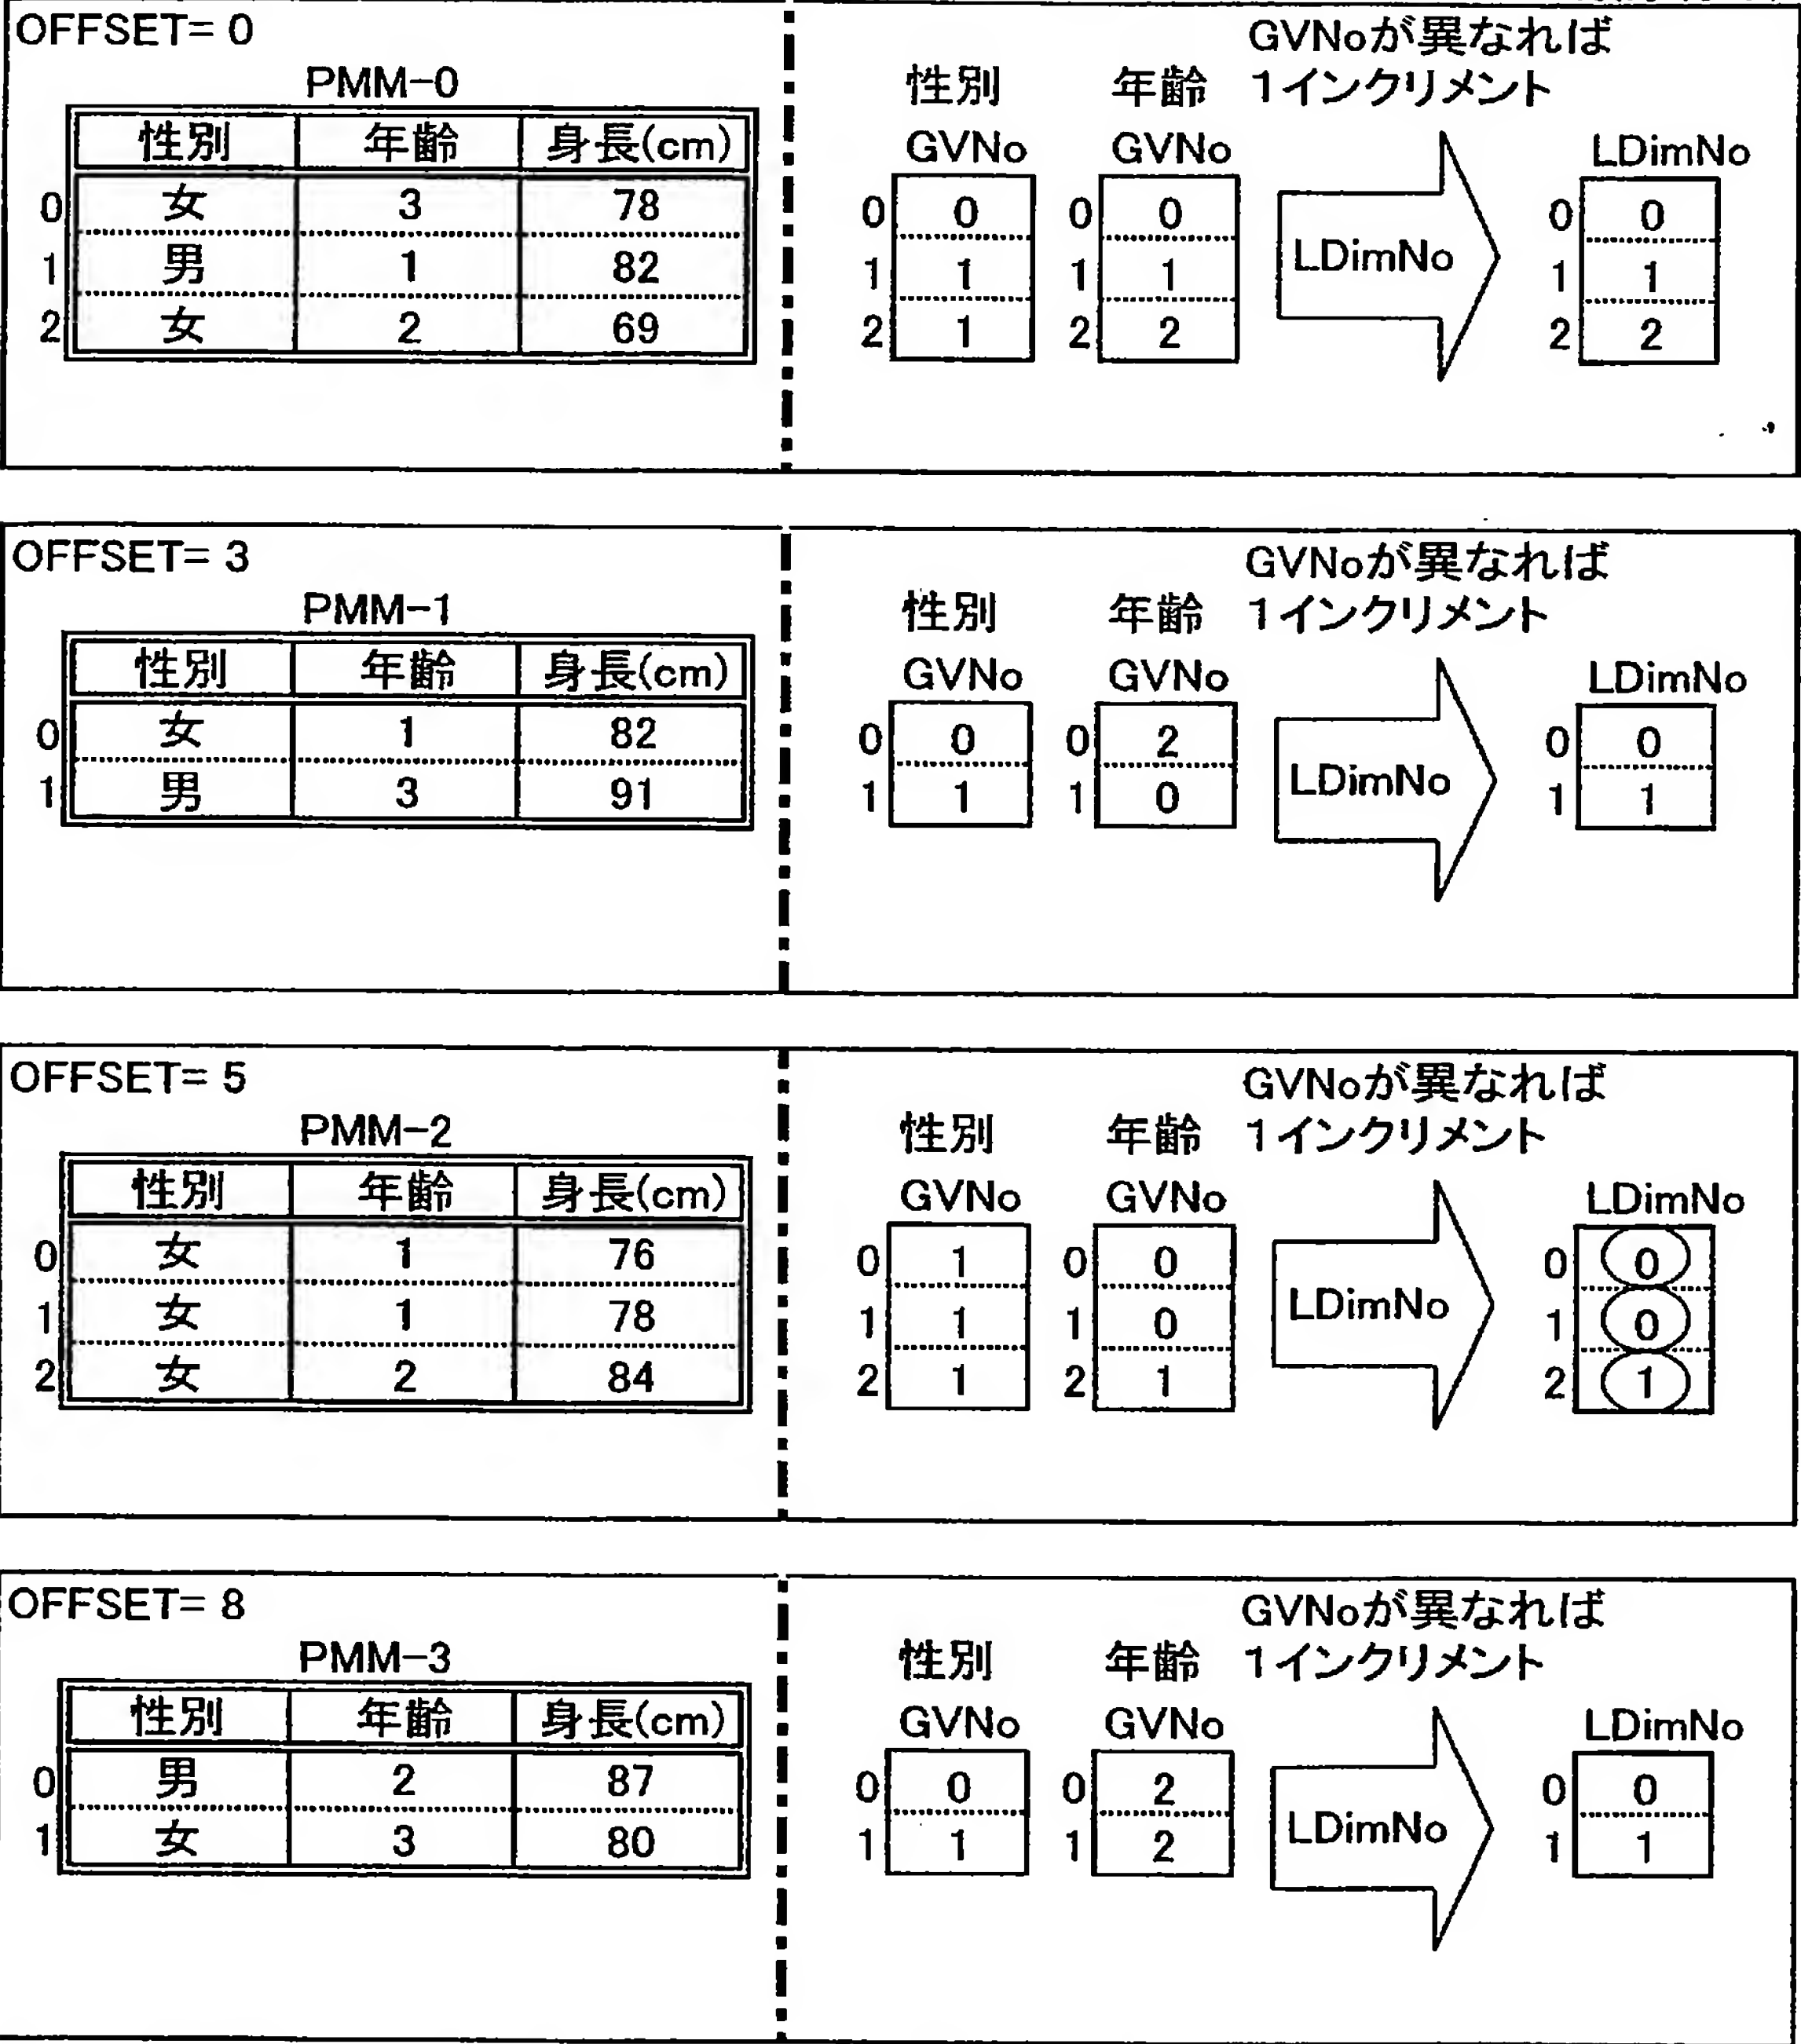 OFFSET= 0
PMM-0
性別 年齢 身長(cm)
0 女 3 78
1 男 1 82
2 女 2 69
GVNoが異なれば
性別 年齢 1インクリメント
GVNo GVNo LDimNo
0 0 0 0 0 0
1 1 1 1 LDimNo 1 1
2 1 2 2 2 2
OFFSET= 3
PMM-1
性別 年齢 身長(cm)
0 女 1 82
1 男 3 91
GVNoが異なれば
性別 年齢 1インクリメント
GVNo GVNo LDimNo
0 0 0 2 0 0
1 1 1 0 LDimNo 1 1
OFFSET= 5
PMM-2
性別 年齢 身長(cm)
0 女 1 76
1 女 1 78
2 女 2 84
GVNoが異なれば
性別 年齢 1インクリメント
GVNo GVNo LDimNo
0 1 0 0 0 0
1 1 1 0 LDimNo 1 0
2 1 2 1 2 1
OFFSET= 8
PMM-3
性別 年齢 身長(cm)
0 男 2 87
1 女 3 80
GVNoが異なれば
性別 年齢 1インクリメント
GVNo GVNo LDimNo
0 0 0 2 0 0
1 1 1 2 LDimNo 1 1